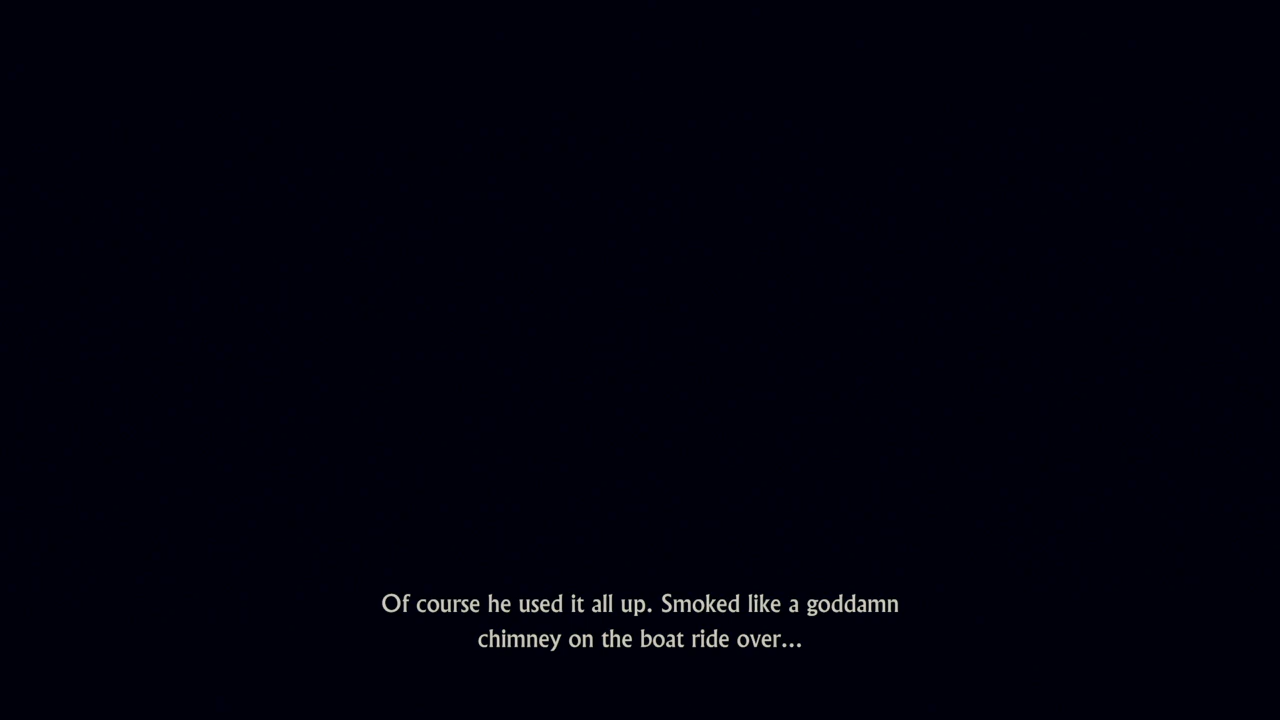 Of course he used it all up. Smoked like a goddamn
chimney on the boat ride over...